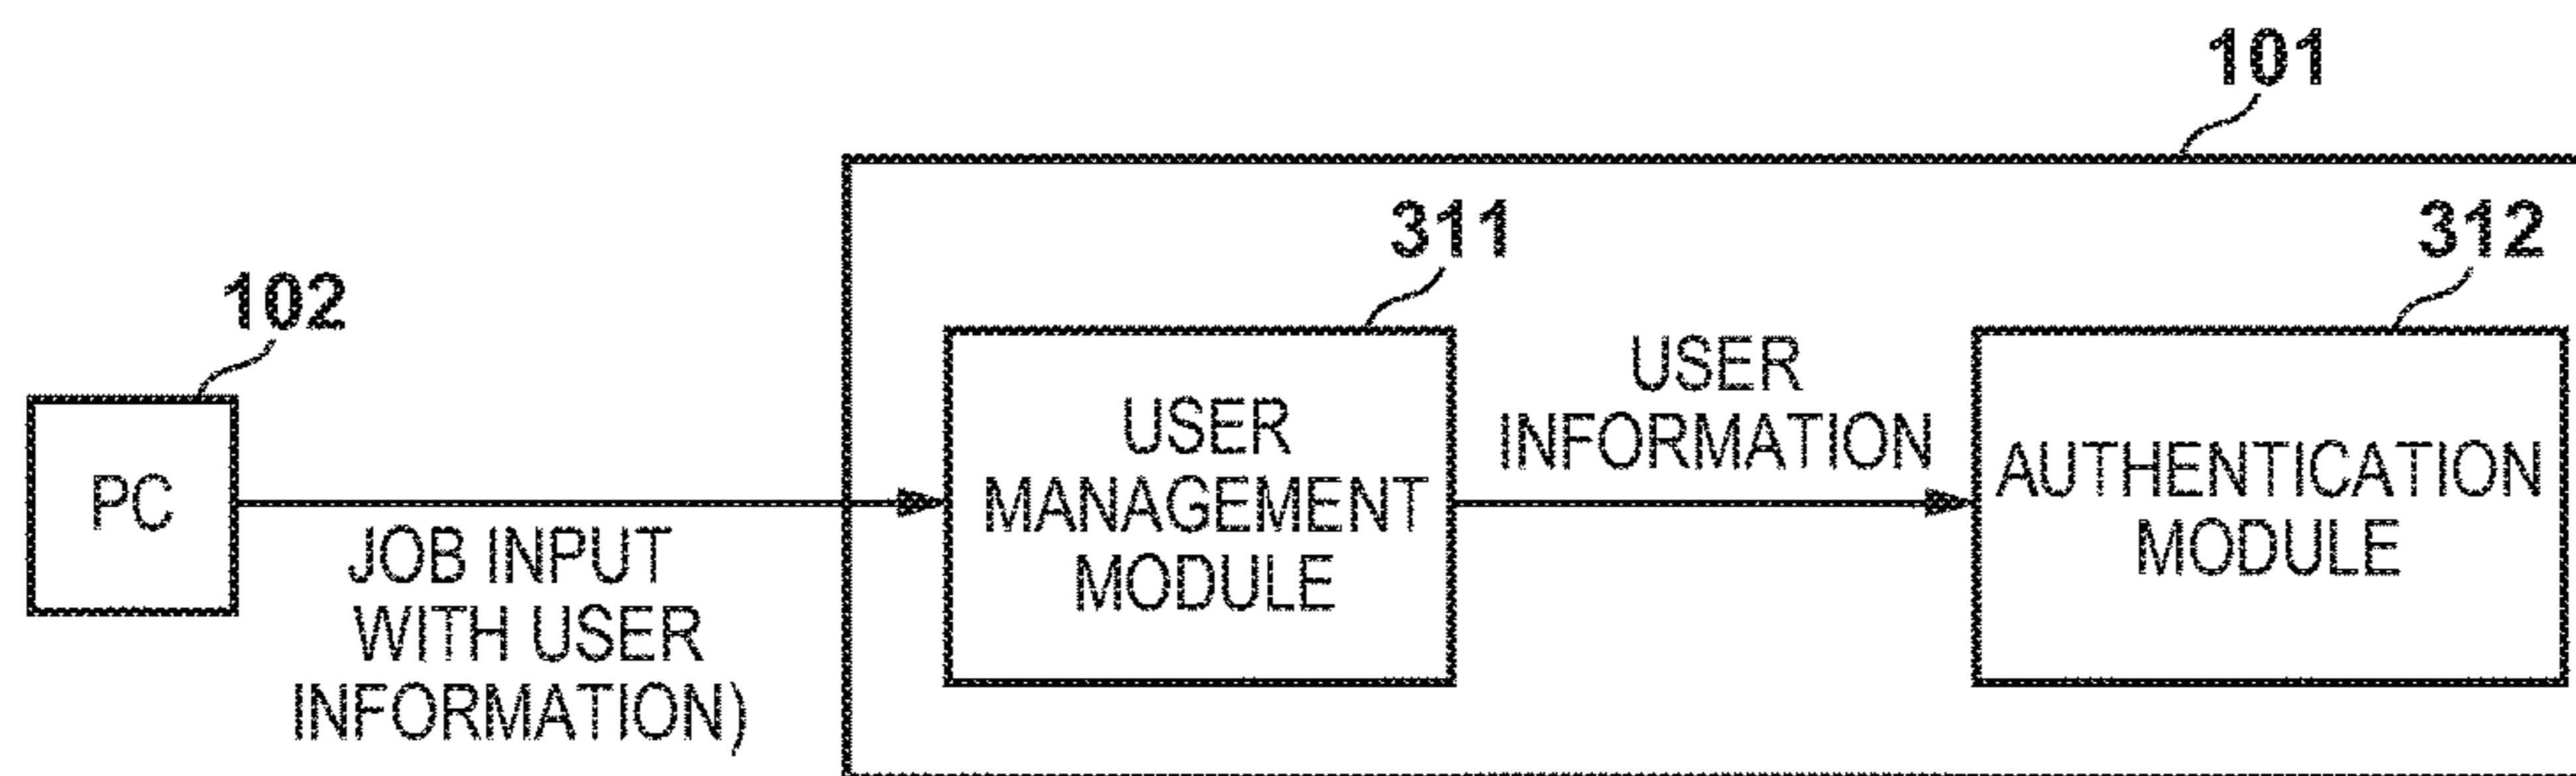 101
311
312
102
USER
INFORMATION
USER
MANAGEMENT
MODULE
AUTHENTICATION
MODULE
PC
JOB INPUT
WITH USER
INFORMATION)